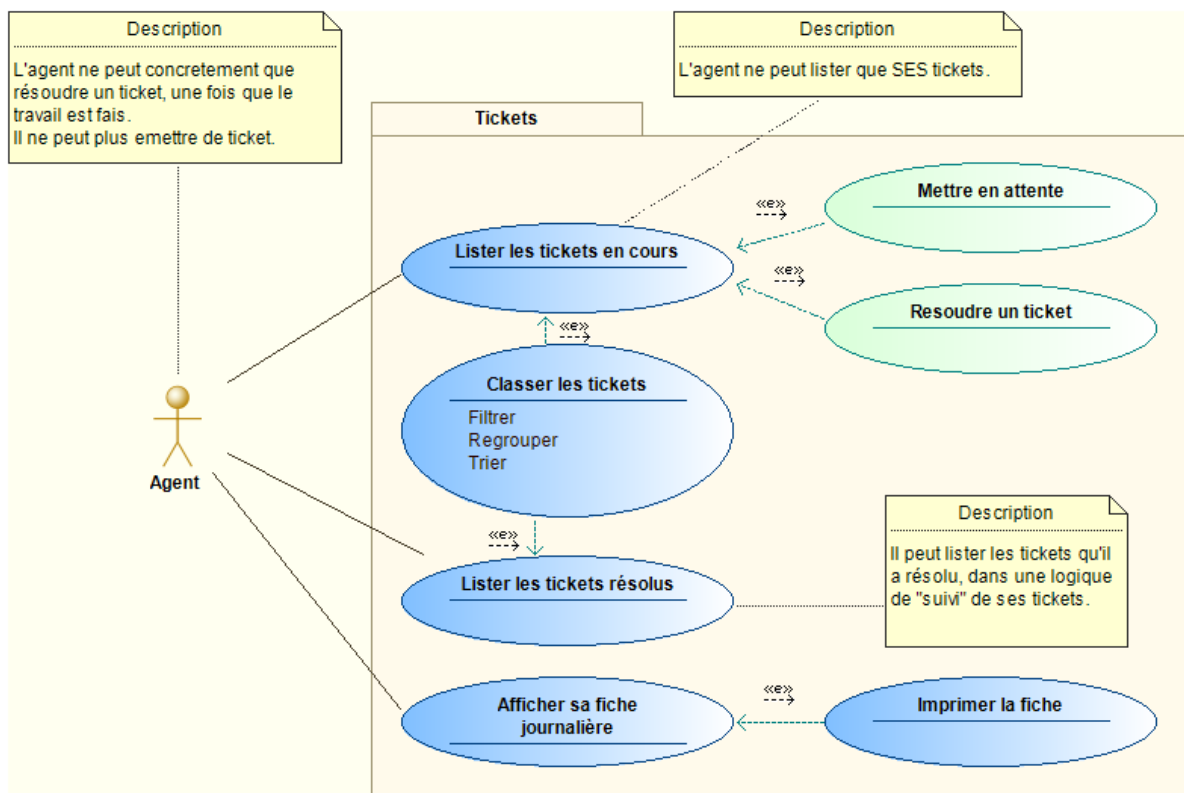 Description
L'agent ne peut concretement que
résoudre un ticket, une fois que le
travail est fais.
Il ne peut plus emettre de ticket.
Description
L'agent ne peut lister que SES tickets.
Tickets
Mettre en attente
«e»
Lister les tickets en cours
«e»
Resoudre un ticket
«e»
Classer les tickets
Filtrer
Regrouper
Trier
Agent
Description
Il peut lister les tickets qu'il
a résolu, dans une logique
de "suivi" de ses tickets.
«e»
Lister les tickets résolus
«e»
Afficher sa fiche
journalière
Imprimer la fiche